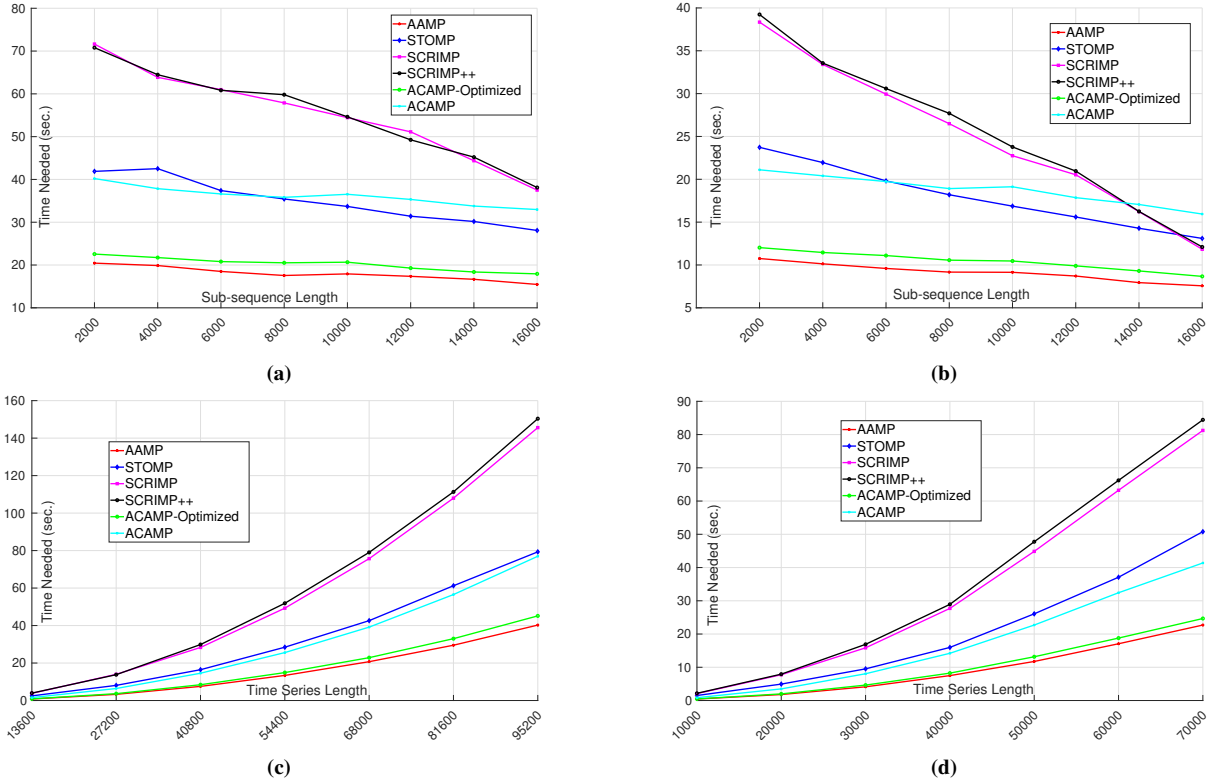 80
70
60
50
40
30
20
10
Time Needed (sec.)
AAMP
STOMP
SCRIMP
SCRIMP++
ACAMP-Optimized
ACAMP
Sub-sequence Length
2000
4000
6000
8000
10000
12000
14000
16000
(a)
40
35
30
25
20
15
10
5
Time Needed (sec.)
AAMP
STOMP
SCRIMP
SCRIMP++
ACAMP-Optimized
ACAMP
Sub-sequence Length
2000
4000
6000
8000
10000
12000
14000
16000
(b)
160
140
120
100
80
60
40
20
0
Time Needed (sec.)
AAMP
STOMP
SCRIMP
SCRIMP++
ACAMP-Optimized
ACAMP
Time Series Length
13600
27200
40800
54400
68000
81600
95200
(c)
90
80
70
60
50
40
30
20
10
0
Time Needed (sec.)
AAMP
STOMP
SCRIMP
SCRIMP++
ACAMP-Optimized
ACAMP
Time Series Length
10000
20000
30000
40000
50000
60000
70000
(d)